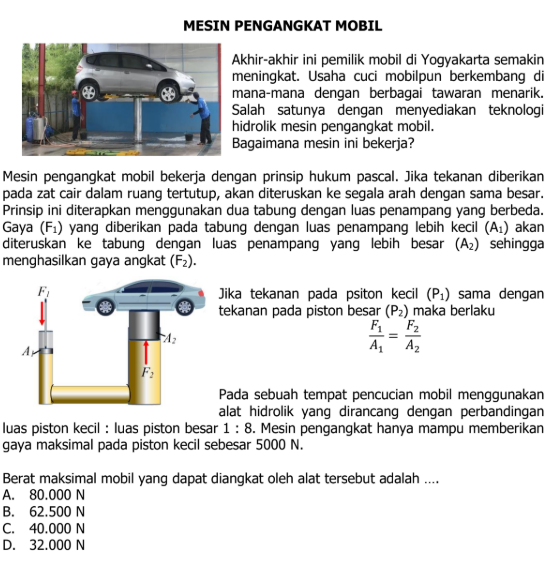 MESIN PENGANGKAT MOBIL
Akhir-akhir ini pemilik mobil di Yogyakarta semakin
meningkat. Usaha cuci mobilpun berkembang di
mana-mana dengan berbagai tawaran menarik.
Salah satunya dengan menyediakan teknologi
hidrolik mesin pengangkat mobil.
Bagaimana mesin ini bekerja?
Mesin pengangkat mobil bekerja dengan prinsip hukum pascal. Jika tekanan diberikan
pada zat cair dalam ruang tertutup, akan diteruskan ke segala arah dengan sama besar.
Prinsip ini diterapkan menggunakan dua tabung dengan luas penampang yang berbeda.
Gaya (F₁) yang diberikan pada tabung dengan luas penampang lebih kecil (A₁) akan
diteruskan ke tabung dengan luas penampang yang lebih besar (A₂) sehingga
menghasilkan gaya angkat (F₂).
F₁
A₁
A₂
F₂
Jika tekanan pada psiton kecil (P₁) sama dengan
tekanan pada piston besar (P₂) maka berlaku
F₁/A₁ = F₂/A₂
Pada sebuah tempat pencucian mobil menggunakan
alat hidrolik yang dirancang dengan perbandingan
luas piston kecil : luas piston besar 1 : 8. Mesin pengangkat hanya mampu memberikan
gaya maksimal pada piston kecil sebesar 5000 N.
Berat maksimal mobil yang dapat diangkat oleh alat tersebut adalah ....
A. 80.000 N
B. 62.500 N
C. 40.000 N
D. 32.000 N